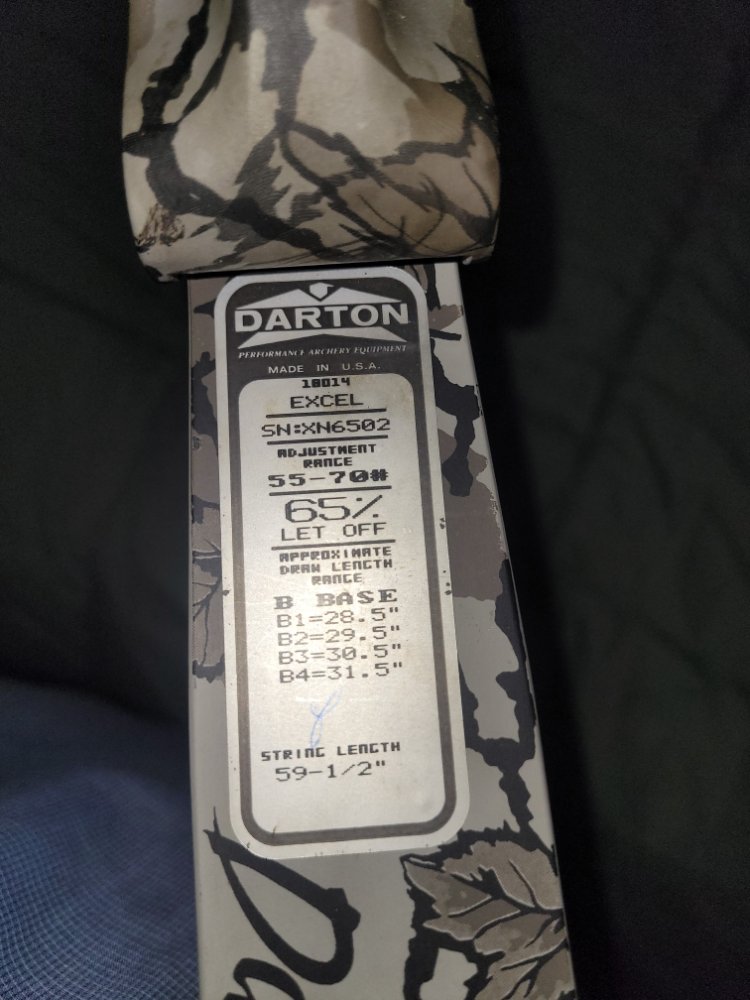 DARTON
PERFORMANCE ARCHERY EQUIPMENT
MADE IN U.S.A.
18014
EXCEL
SN:XN6502
ADJUSTMENT
RANGE
55-70#
65%
LET OFF
APPROXIMATE
DRAW LENGTH
RANGE
B BASE
B1=28.5"
B2=29.5"
B3=30.5"
B4=31.5"
STRING LENGTH
59-1/2"